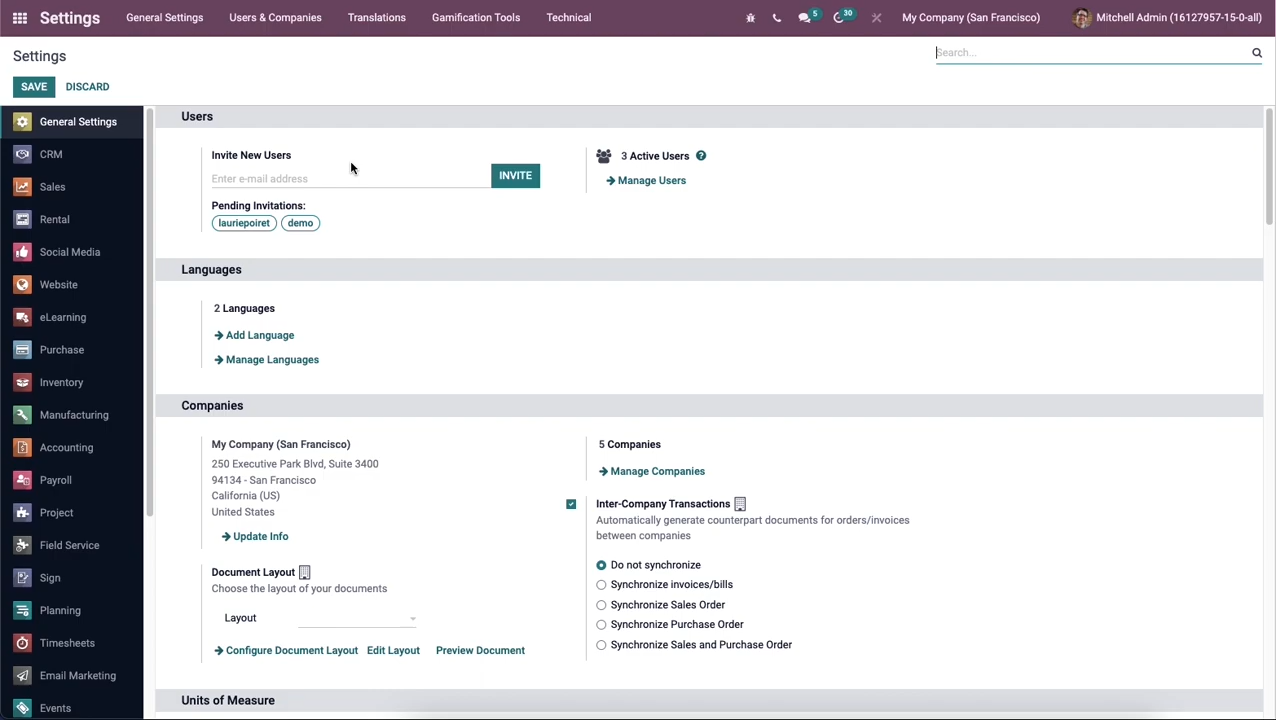 Settings General Settings Users & Companies Translations Gamification Tools Technical 5 30 My Company (San Francisco) Mitchell Admin (16127957-15-0-all)
Settings
Search...
SAVE DISCARD
General Settings
CRM
Sales
Rental
Social Media
Website
eLearning
Purchase
Inventory
Manufacturing
Accounting
Payroll
Project
Field Service
Sign
Planning
Timesheets
Email Marketing
Events
Users
Invite New Users
Enter e-mail address
INVITE
Pending Invitations:
lauriepoiret demo
3 Active Users ?
Manage Users
Languages
2 Languages
Add Language
Manage Languages
Companies
My Company (San Francisco)
250 Executive Park Blvd, Suite 3400
94134 - San Francisco
California (US)
United States
Update Info
Document Layout
Choose the layout of your documents
Layout
Configure Document Layout Edit Layout Preview Document
5 Companies
Manage Companies
Inter-Company Transactions
Automatically generate counterpart documents for orders/invoices
between companies
Do not synchronize
Synchronize invoices/bills
Synchronize Sales Order
Synchronize Purchase Order
Synchronize Sales and Purchase Order
Units of Measure